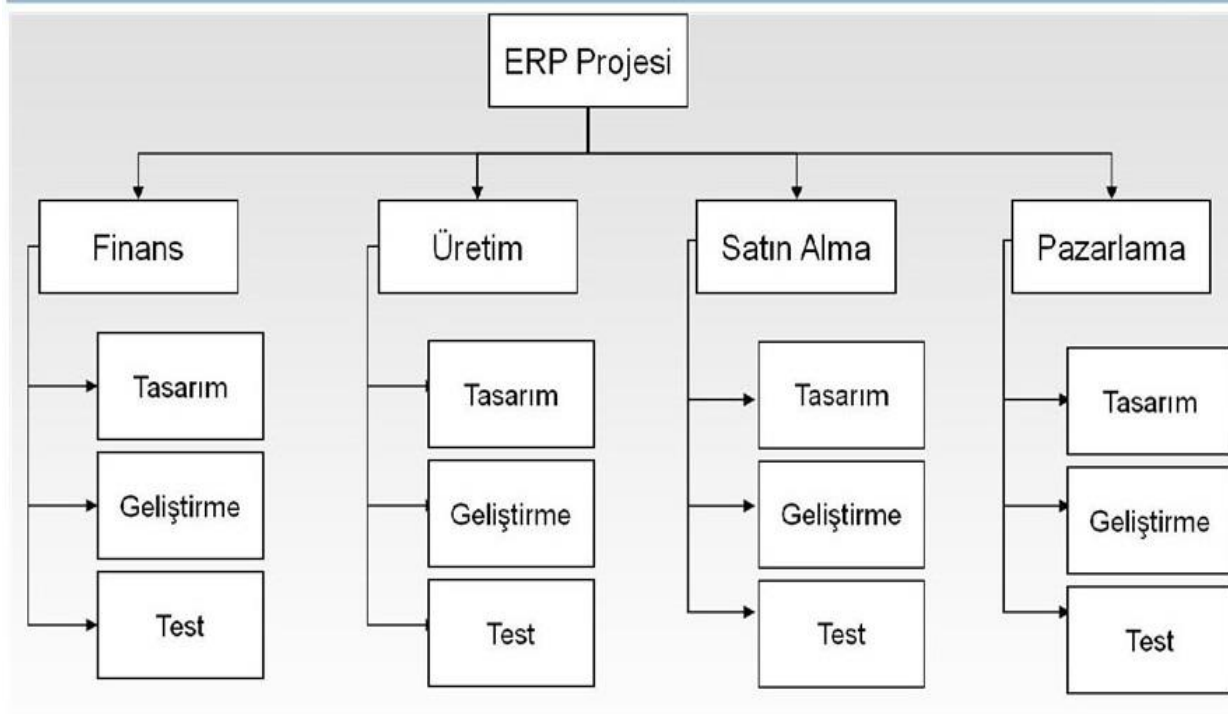 ERP Projesi
Finans
Üretim
Satın Alma
Pazarlama
Tasarım
Tasarım
Tasarım
Tasarım
Geliştirme
Geliştirme
Geliştirme
Geliştirme
Test
Test
Test
Test